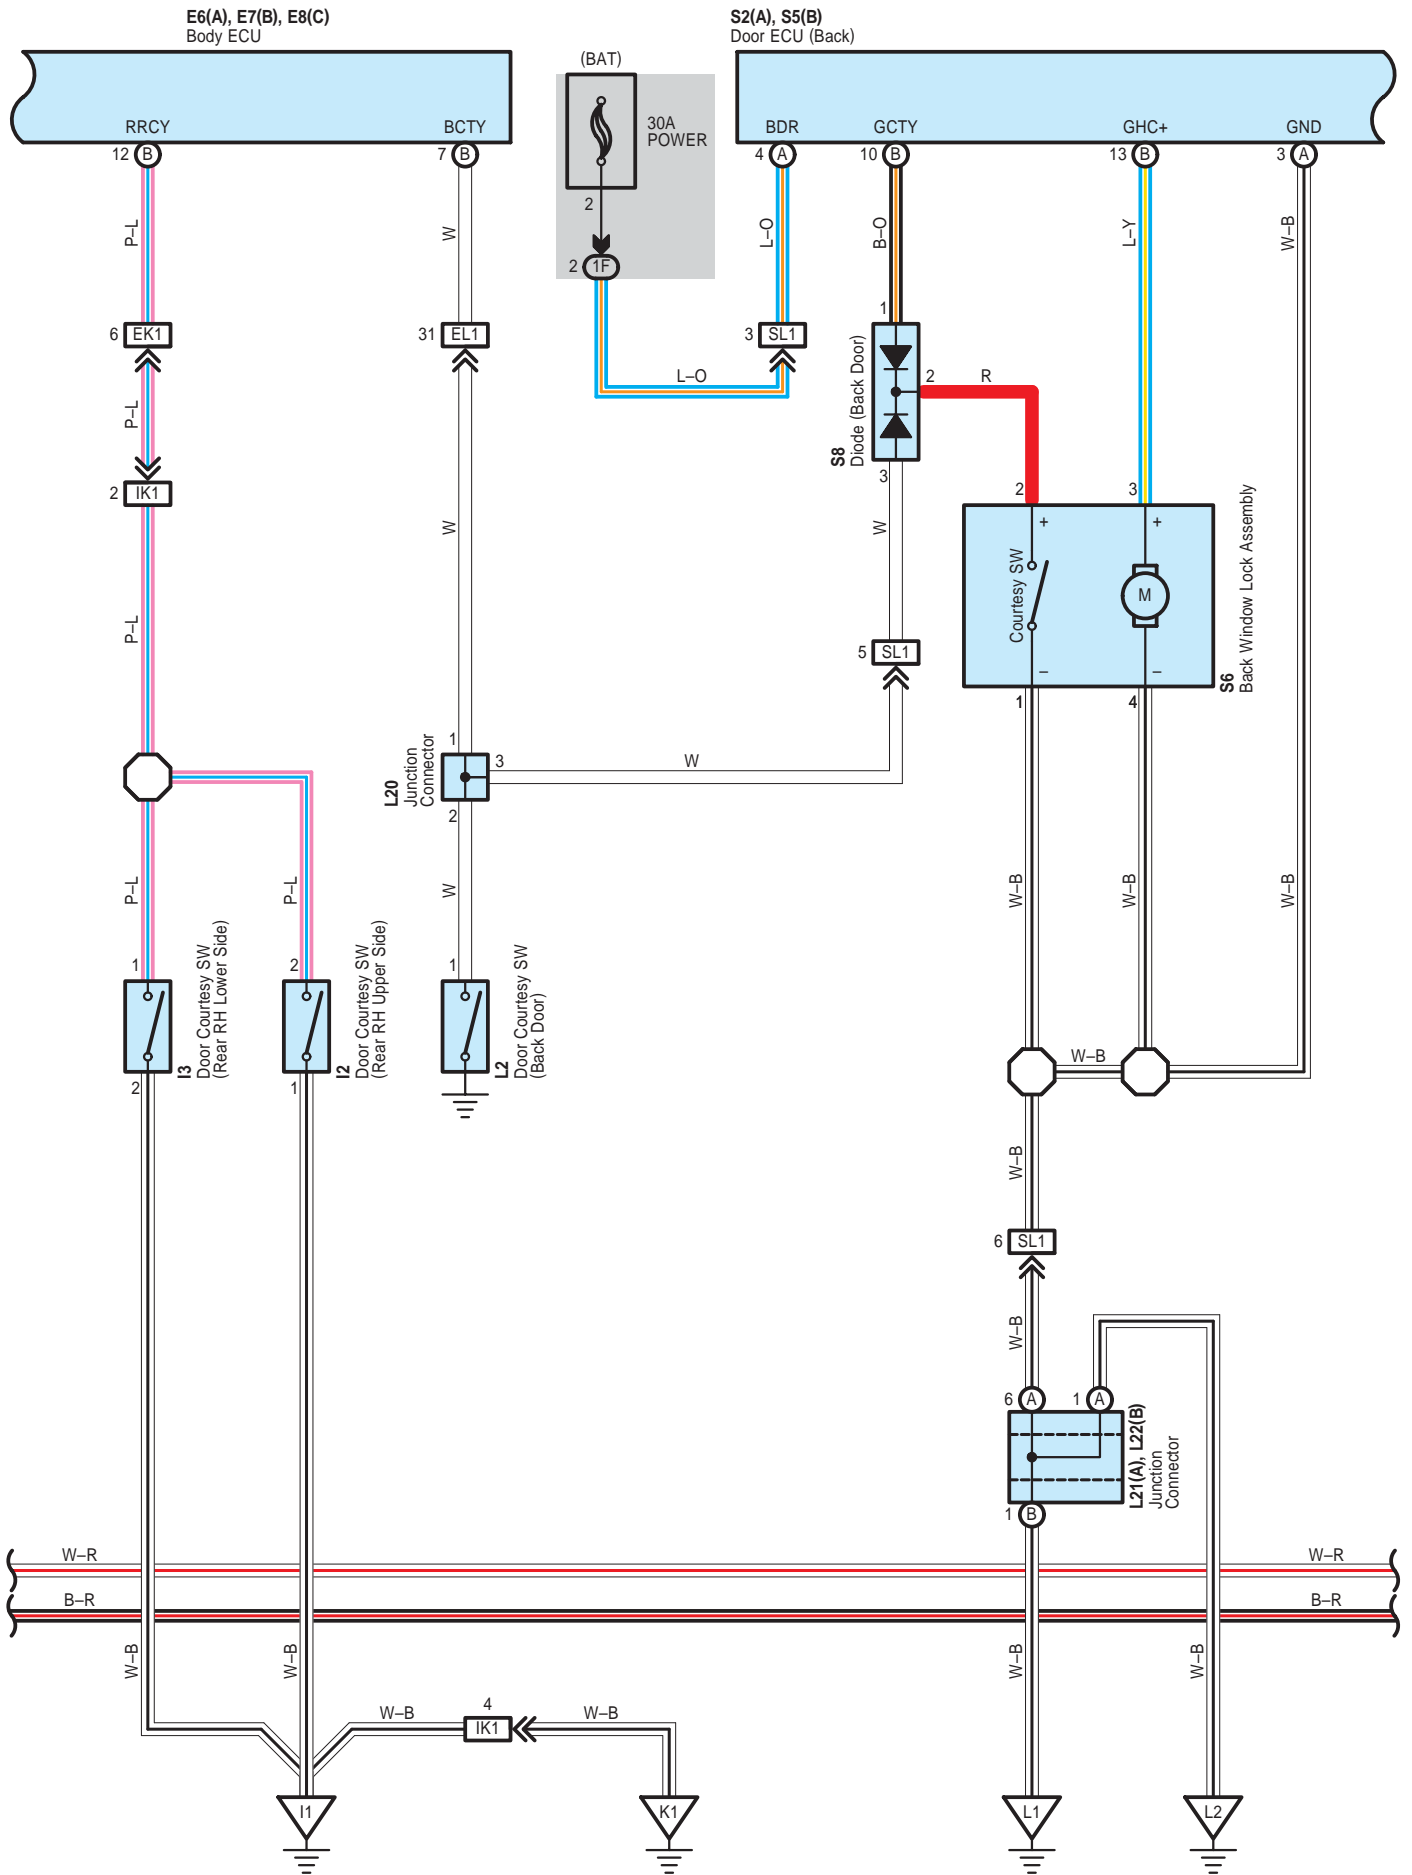 E6(A), E7(B), E8(C)
Body ECU
S2(A), S5(B)
Door ECU (Back)
(BAT)
30A
POWER
RRCY
BCTY
BDR
GCTY
GHC+
GND
12 B
7 B
4 A
10 B
13 B
3 A
2
2 1F
P–L
W
L–O
B–O
L–Y
W–B
6 EK1
31 EL1
3 SL1
1
L–O
S8
Diode (Back Door)
2
R
3
P–L
2 IK1
W
W
2
3
+
+
Courtesy SW
M
–
–
S6
Back Window Lock Assembly
P–L
5 SL1
1
4
1
L20
Junction
Connector
3
W
2
P–L
P–L
W
W–B
W–B
W–B
1
I3
Door Courtesy SW
(Rear RH Lower Side)
2
2
I2
Door Courtesy SW
(Rear RH Upper Side)
1
1
L2
Door Courtesy SW
(Back Door)
W–B
W–B
6 SL1
W–B
6 A
1 A
L21(A), L22(B)
Junction
Connector
1 B
W–R
W–R
B–R
B–R
W–B
W–B
W–B
W–B
W–B
4
IK1
W–B
I1
K1
L1
L2